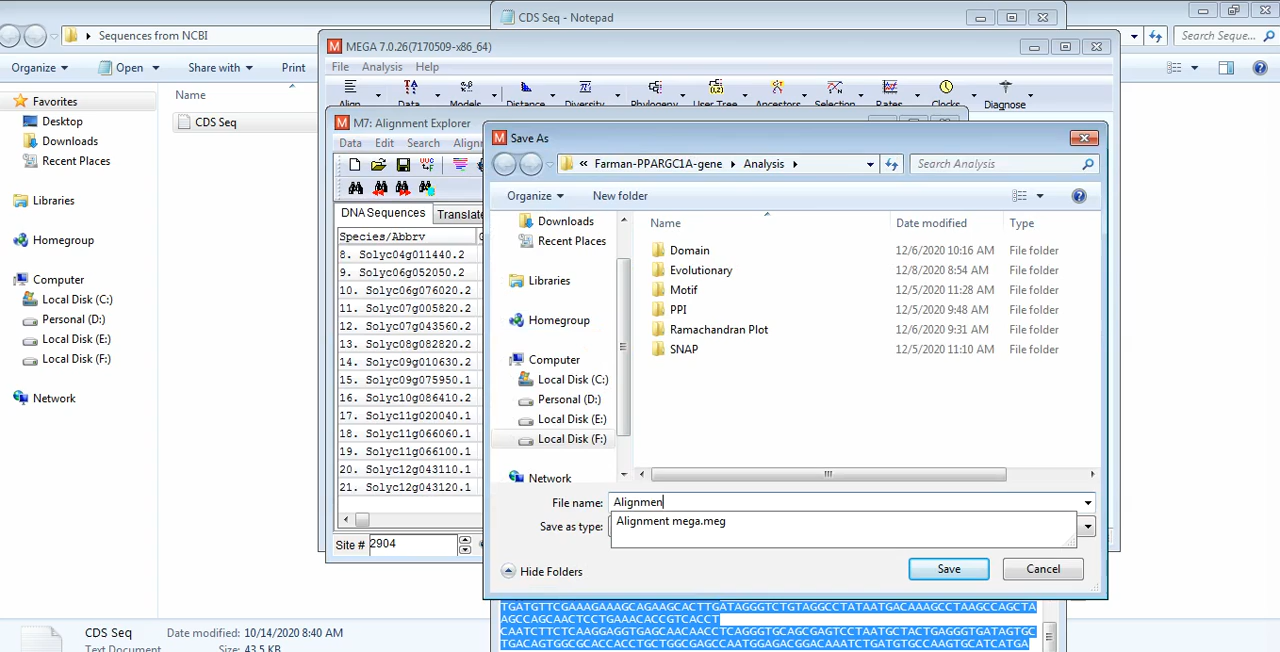 CDS Seq - Notepad
Sequences from NCBI
Search Seque...
MEGA 7.0.26(7170509-x86_64)
Organize
Open
Share with
Print
File Analysis Help
Align Data Models Distance Diversity Phylogeny User Tree Ancestors Selection Rates Clocks Diagnose
Favorites
Desktop
Downloads
Recent Places
Libraries
Homegroup
Computer
Local Disk (C:)
Personal (D:)
Local Disk (E:)
Local Disk (F:)
Network
Name
CDS Seq
M7: Alignment Explorer
Data Edit Search
DNA Sequences
Species/Abbrv
8. Solyc04g011440.2
9. Solyc06g052050.2
10. Solyc06g076020.2
11. Solyc07g005820.2
12. Solyc07g043560.2
13. Solyc08g082820.2
14. Solyc09g010630.2
15. Solyc09g075950.1
16. Solyc10g086410.2
17. Solyc11g020040.1
18. Solyc11g066060.1
19. Solyc11g066100.1
20. Solyc12g043110.1
21. Solyc12g043120.1
Site # 2904
Save As
« Farman-PPARGC1A-gene Analysis
Search Analysis
Organize New folder
Downloads
Recent Places
Libraries
Homegroup
Computer
Local Disk (C:)
Personal (D:)
Local Disk (E:)
Local Disk (F:)
Network
Name Date modified Type
Domain 12/6/2020 10:16 AM File folder
Evolutionary 12/8/2020 8:54 AM File folder
Motif 12/5/2020 11:28 AM File folder
PPI 12/5/2020 9:48 AM File folder
Ramachandran Plot 12/6/2020 9:31 AM File folder
SNAP 12/5/2020 11:10 AM File folder
File name: Alignmen
Alignment mega.meg
Save as type:
Hide Folders
Save
Cancel
TGATGTTCGAAAGAAAGCAGAAGCACTTGATAGGGTCTGTAGGCCTATAATGACAAAGCCTAAGCCAGCTA
AGCCAGCAACTCCTGAAACACCGTCACCT
CAATCTTCTCAAGGAGGTGAGCAACAACCTCAGGGTGCAGCGAGTCCTAATGCTACTGAGGGTGATAGTGC
TGACAGTGGCGCACCACCTGCTGGCGAGCCAATGGAGACGGACAAATCTGATGTGCCAAGTGCATCATGA
CDS Seq
Date modified: 10/14/2020 8:40 AM
Text Document
Size: 43.5 KB